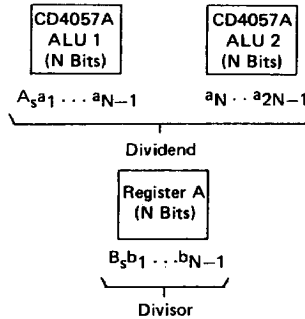 CD4057A CD4057A
ALU 1 ALU 2
(N Bits) (N Bits)
Asa1 · · · aN−1 aN · · a2N−1
Dividend
Register A
(N Bits)
Bsb1 . . . bN−1
Divisor